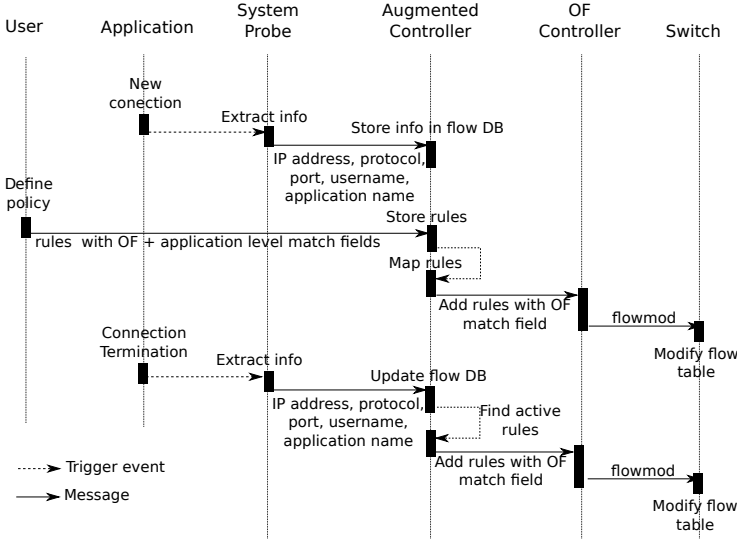 User
Application
System
Probe
Augmented
Controller
OF
Controller
Switch
New
conection
Extract info
Store info in flow DB
IP address, protocol,
port, username,
application name
Define
policy
Store rules
rules with OF + application level match fields
Map rules
Add rules with OF
match field
flowmod
Modify flow
table
Connection
Termination
Extract info
Update flow DB
IP address, protocol,
port, username,
application name
Find active
rules
Add rules with OF
match field
flowmod
Modify flow
table
Trigger event
Message